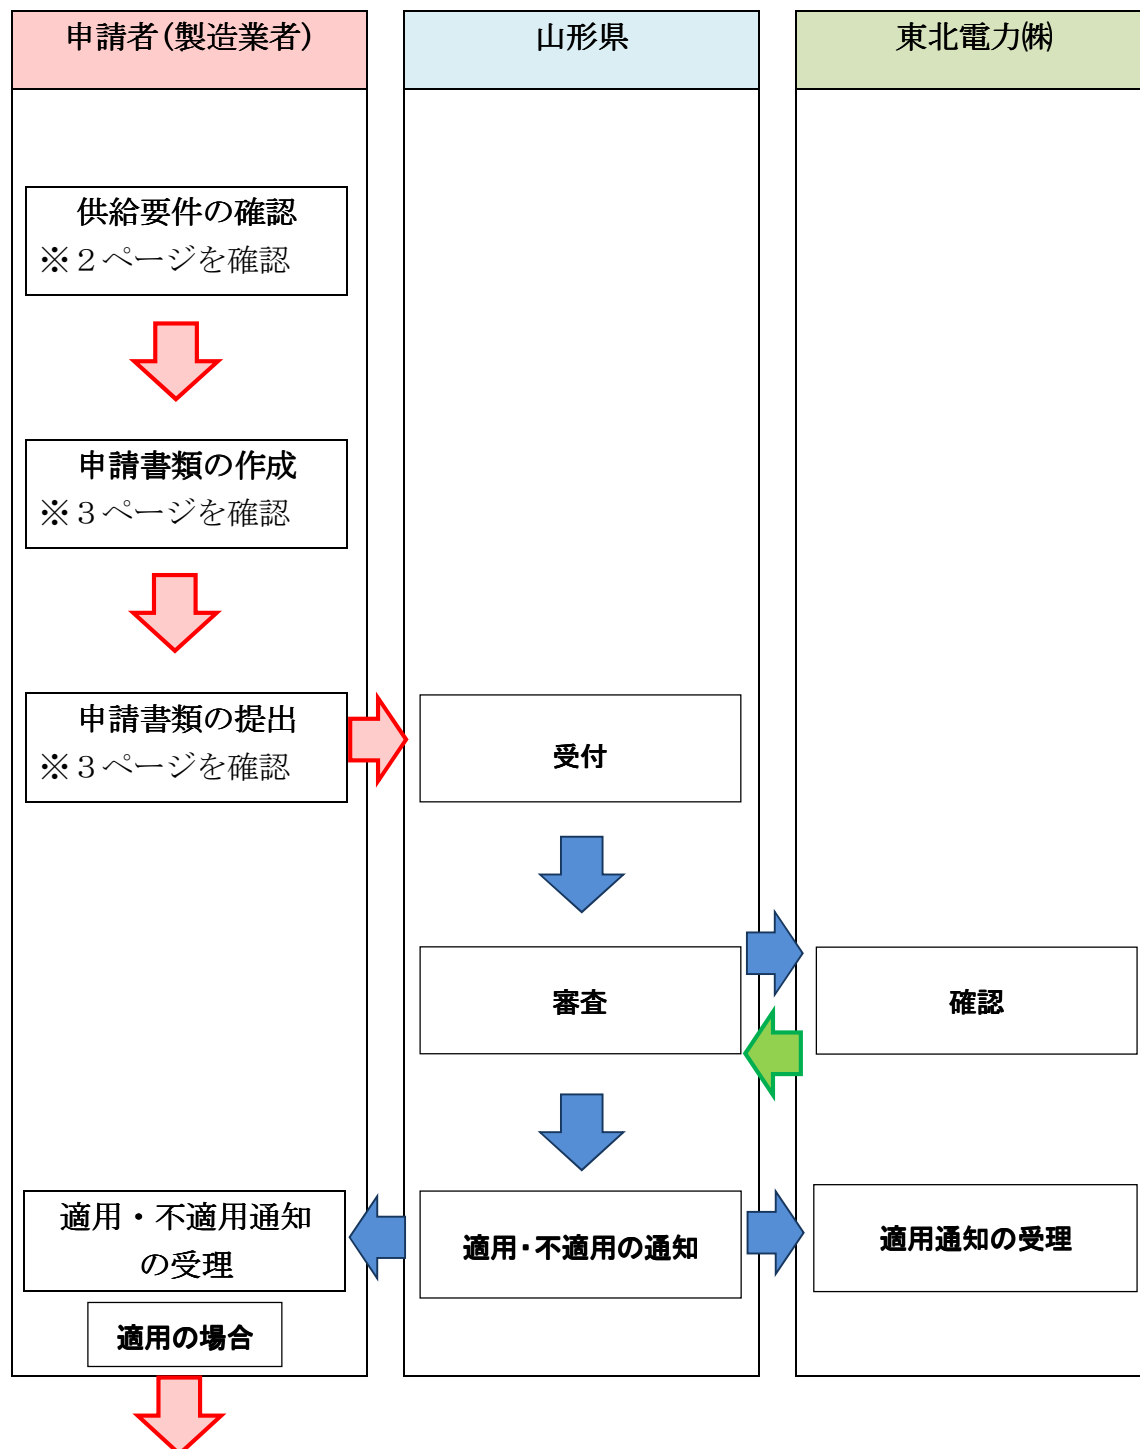 申請者(製造業者)
山形県
東北電力㈱
供給要件の確認
※２ページを確認
申請書類の作成
※３ページを確認
申請書類の提出
※３ページを確認
受付
審査
確認
適用・不適用通知
の受理
適用・不適用の通知
適用通知の受理
適用の場合